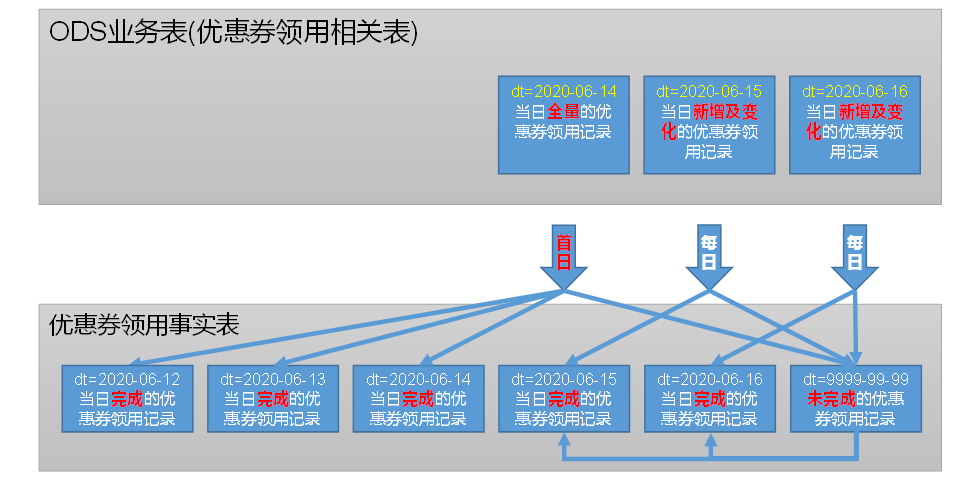 ODS业务表(优惠券领用相关表)
dt=2020-06-14
当日全量的优
惠券领用记录
dt=2020-06-15
当日新增及变
化的优惠券领
用记录
dt=2020-06-16
当日新增及变
化的优惠券领
用记录
首
日
每
日
每
日
优惠券领用事实表
dt=2020-06-12
当日完成的优
惠券领用记录
dt=2020-06-13
当日完成的优
惠券领用记录
dt=2020-06-14
当日完成的优
惠券领用记录
dt=2020-06-15
当日完成的优
惠券领用记录
dt=2020-06-16
当日完成的优
惠券领用记录
dt=9999-99-99
未完成的优惠
券领用记录